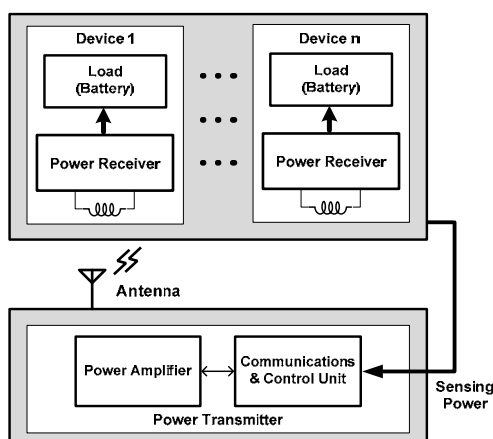 Device 1
Load
(Battery)
Power Receiver
Device n
Load
(Battery)
Power Receiver
Antenna
Power Amplifier
Communications
& Control Unit
Power Transmitter
Sensing
Power